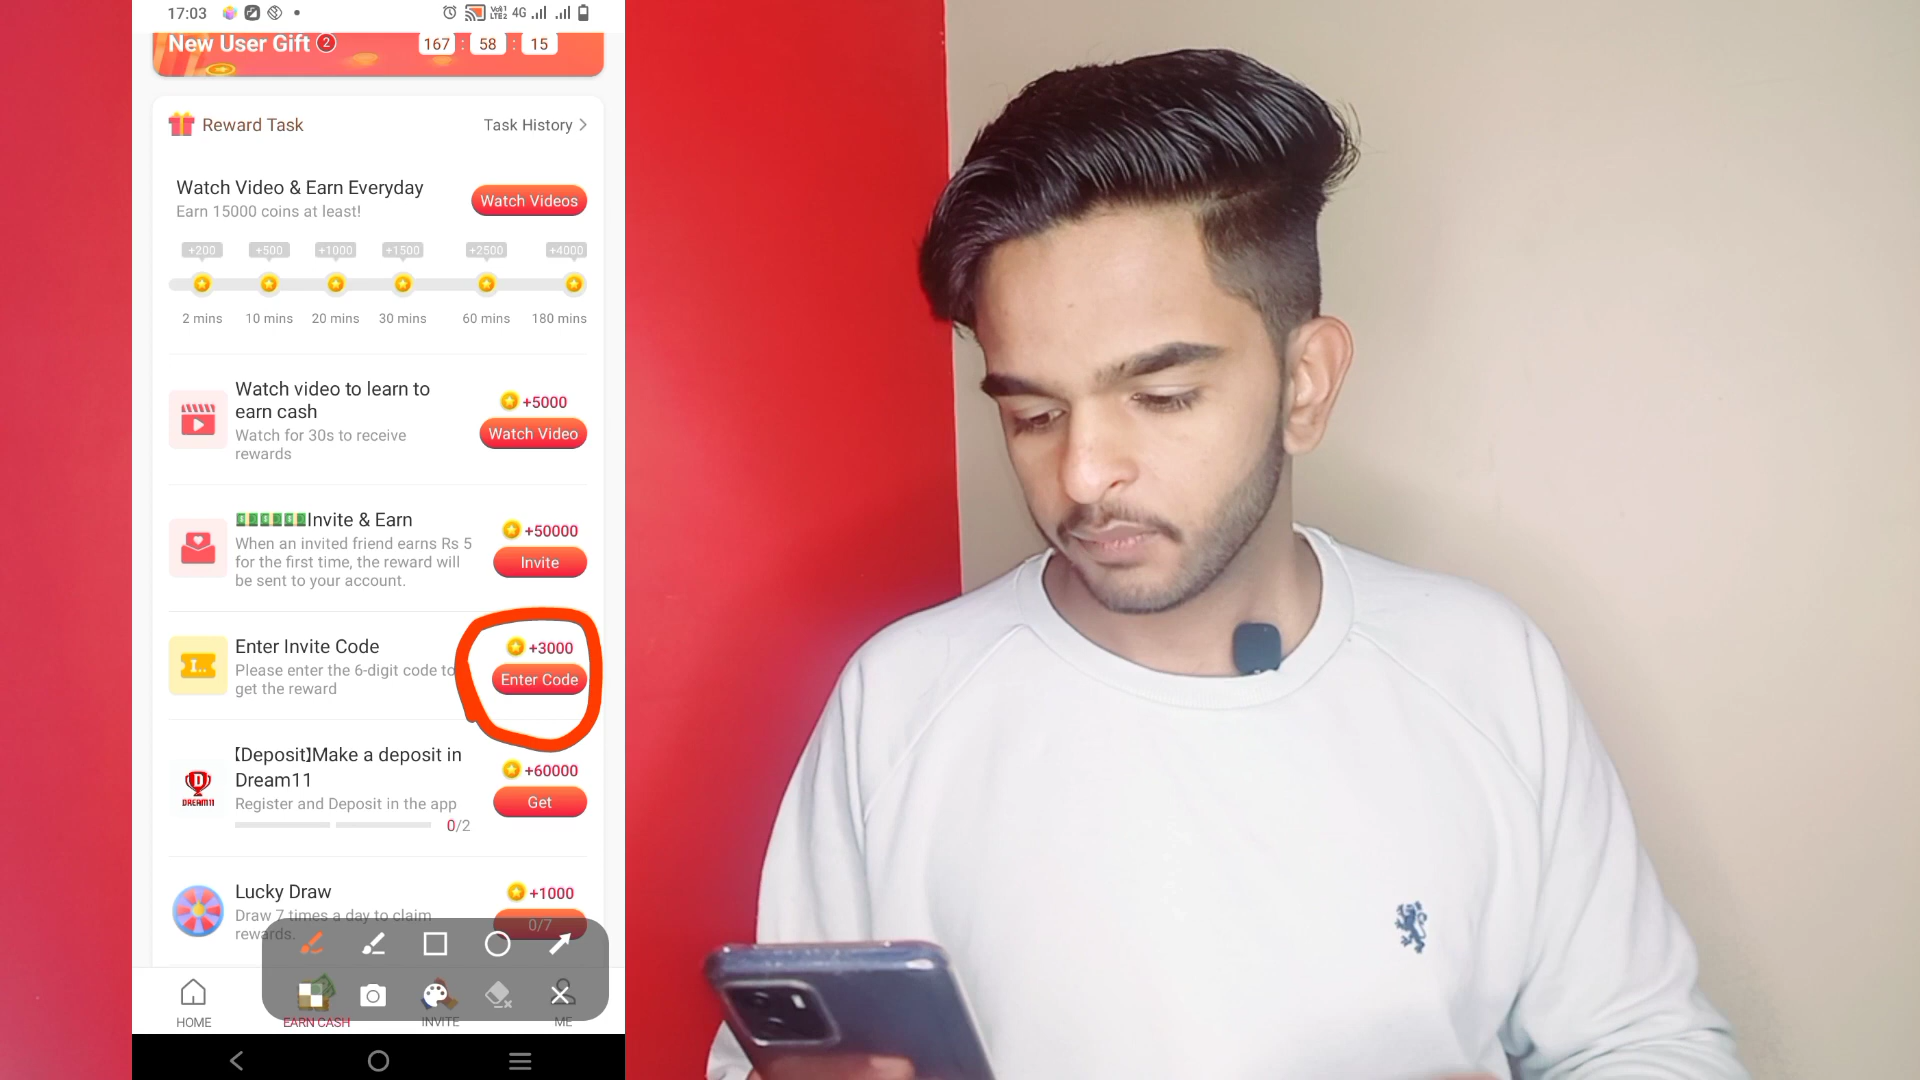 17:03 4G
New User Gift 2 167 : 58 : 15
Reward Task Task History
Watch Video & Earn Everyday
Earn 15000 coins at least!
Watch Videos
+200 +500 +1000 +1500 +2500 +4000
2 mins 10 mins 20 mins 30 mins 60 mins 180 mins
Watch video to learn to
earn cash
Watch for 30s to receive
rewards
+5000
Watch Video
Invite & Earn
When an invited friend earns Rs 5
for the first time, the reward will
be sent to your account.
+50000
Invite
Enter Invite Code
Please enter the 6-digit code to
get the reward
+3000
Enter Code
【Deposit】Make a deposit in
Dream11
Register and Deposit in the app
0/2
+60000
Get
D
DREAM11
Lucky Draw
Draw 7 times a day to claim
rewards.
+1000
0/7
HOME EARN CASH INVITE ME